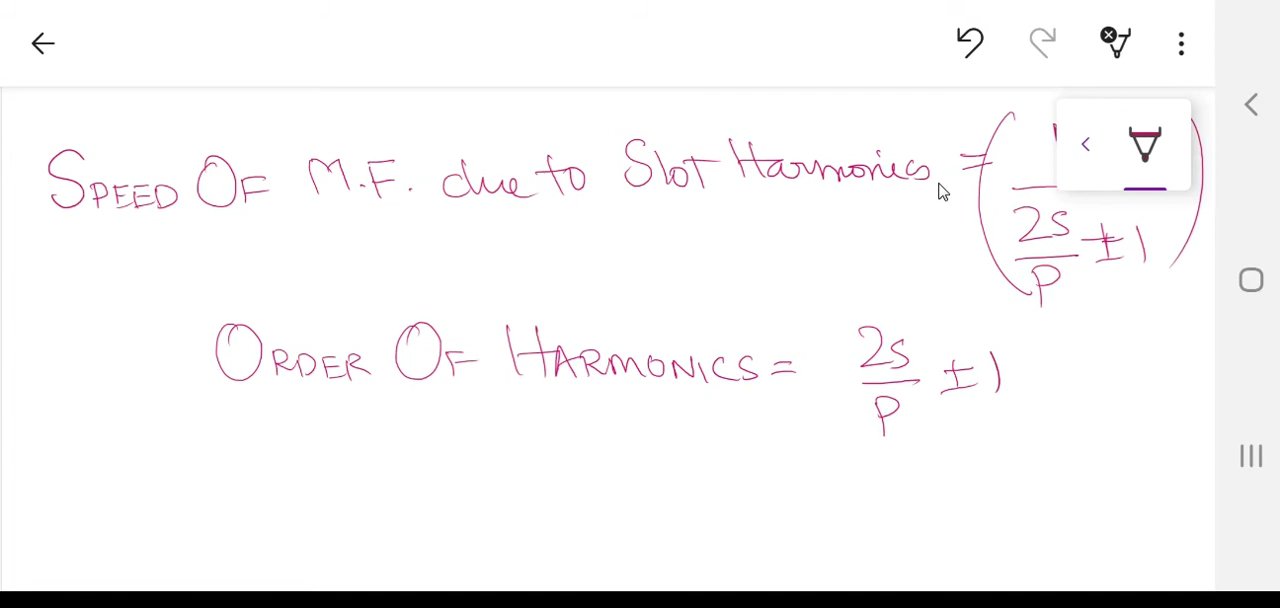 SPEED OF M.F. due to Slot Harmonics = ( 2s/P ± 1 )
ORDER OF HARMONICS = 2s/P ± 1